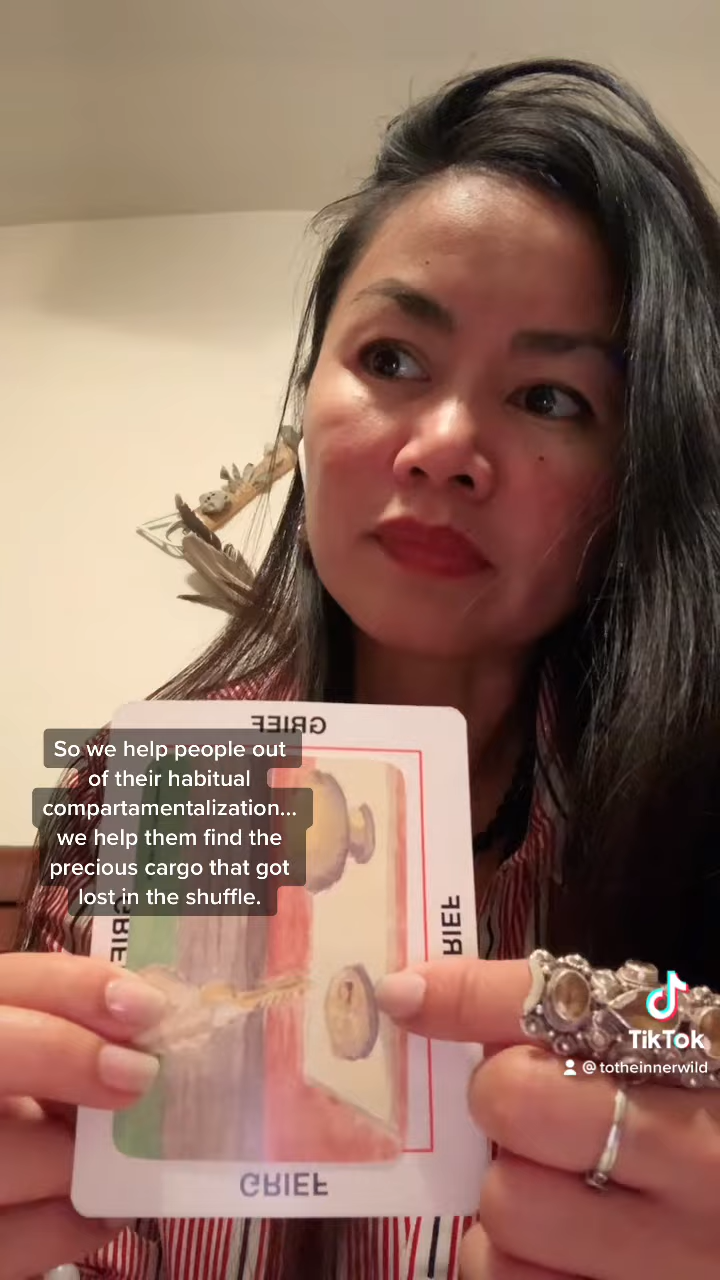 GRIEF
So we help people out
of their habitual
compartamentalization...
we help them find the
precious cargo that got
lost in the shuffle.
GRIEF
TikTok
@totheinnerwild
GRIEF